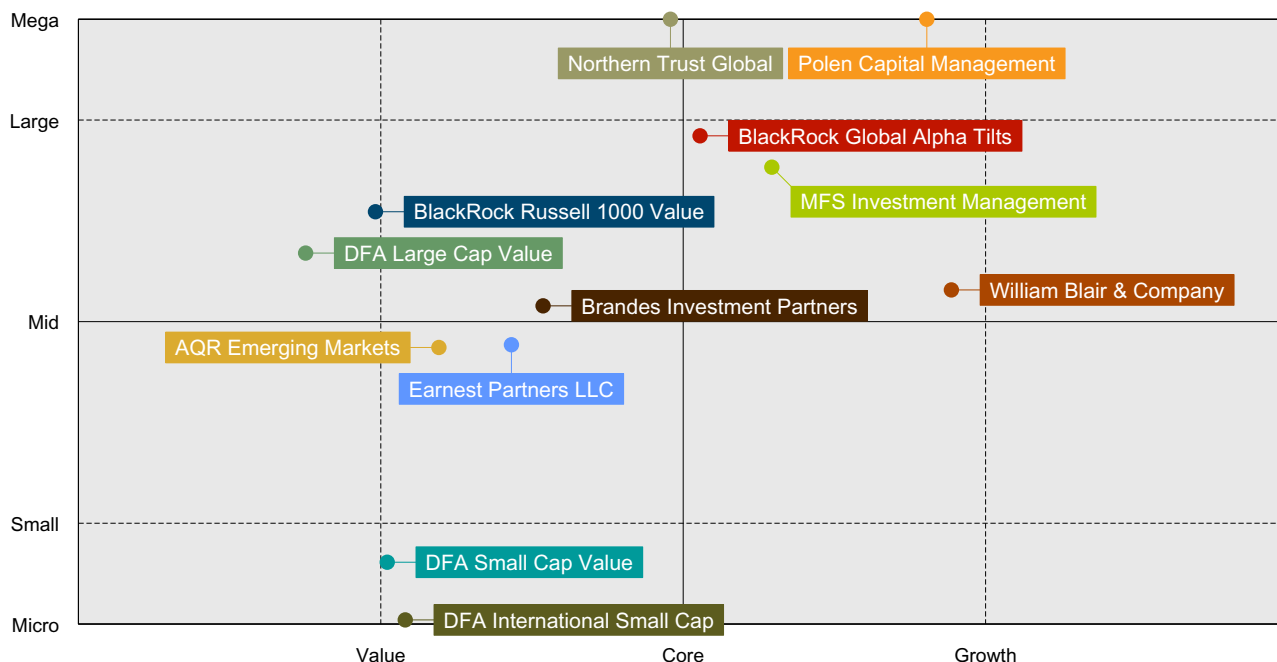 Mega
Northern Trust Global
Polen Capital Management
Large
BlackRock Global Alpha Tilts
MFS Investment Management
BlackRock Russell 1000 Value
DFA Large Cap Value
William Blair & Company
Brandes Investment Partners
Mid
AQR Emerging Markets
Earnest Partners LLC
Small
DFA Small Cap Value
DFA International Small Cap
Micro
Value
Core
Growth